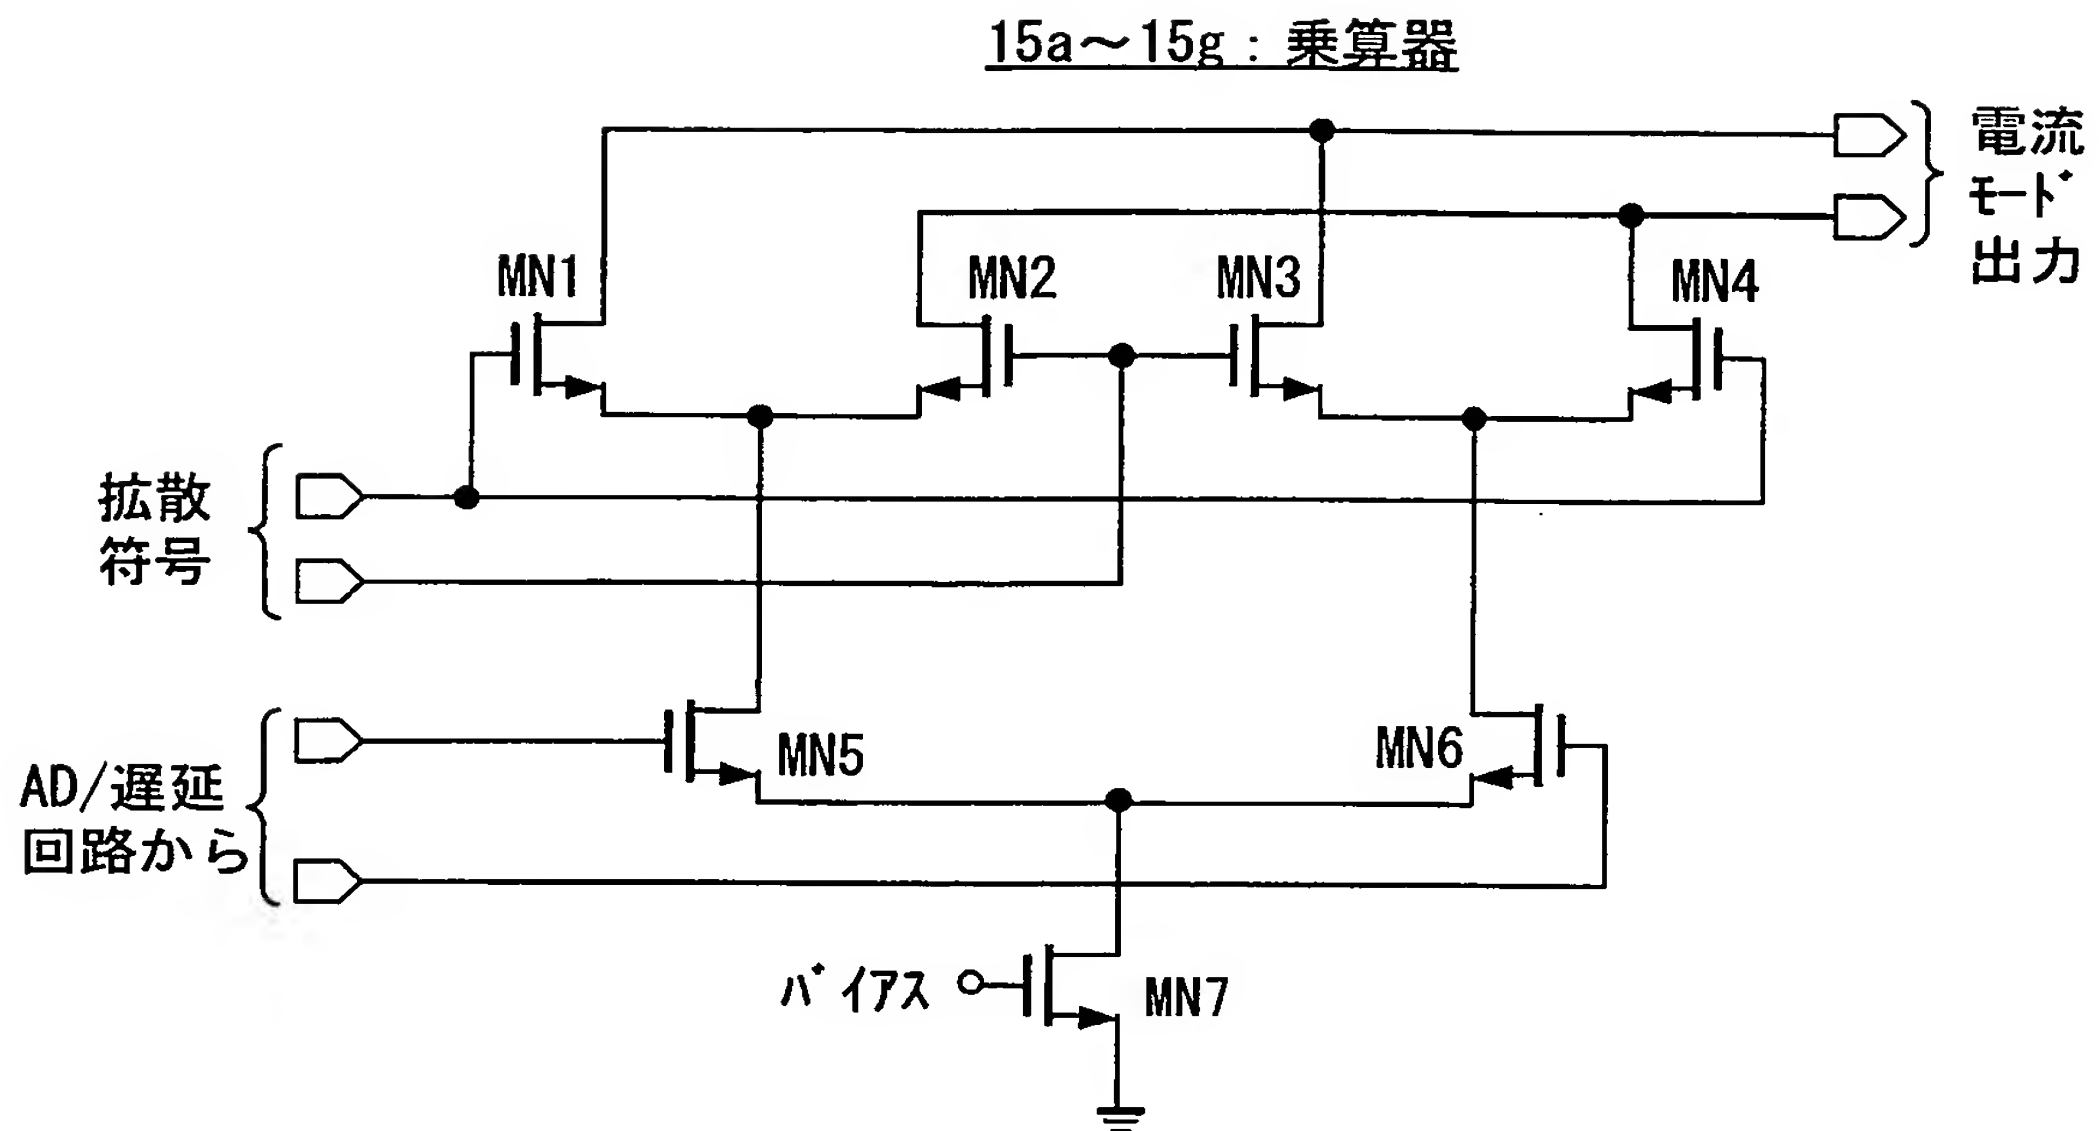 15a～15g：乗算器
電流
ﾓｰﾄﾞ
出力
MN1
MN2
MN3
MN4
拡散
符号
MN5
MN6
AD/遅延
回路から
ﾊﾞｲｱｽ
MN7